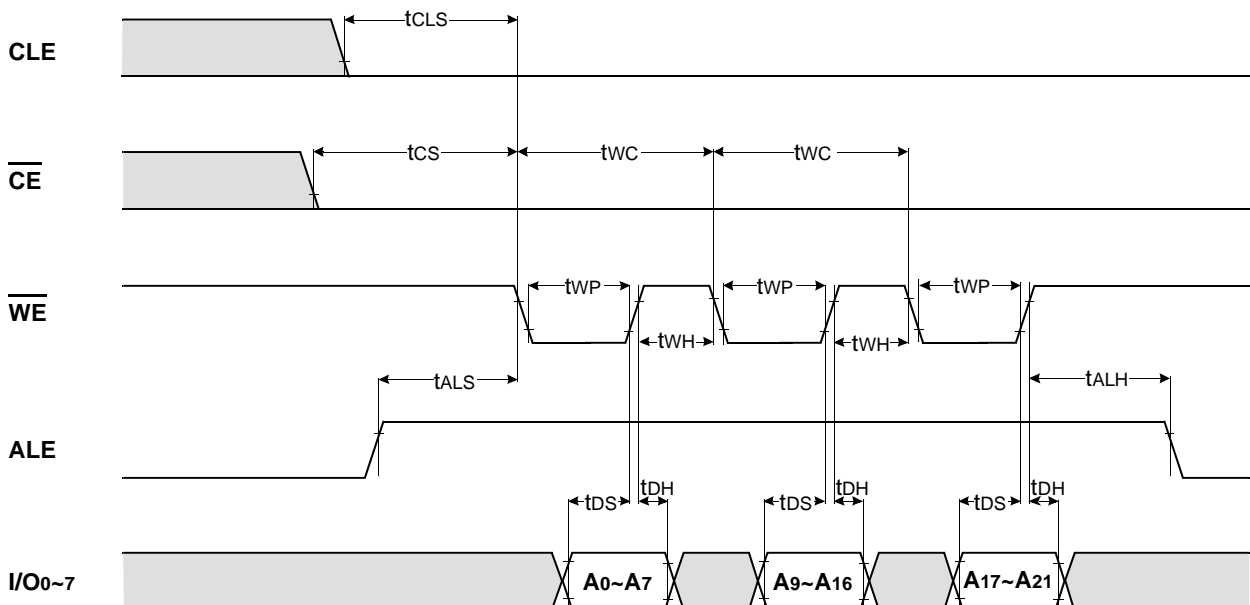 CLE
tCLS
CE
tCS
tWC
tWC
WE
tWP
tWP
tWP
tWH
tWH
tALS
tALH
ALE
tDS
tDH
tDS
tDH
tDS
tDH
I/O0~7
A0~A7
A9~A16
A17~A21